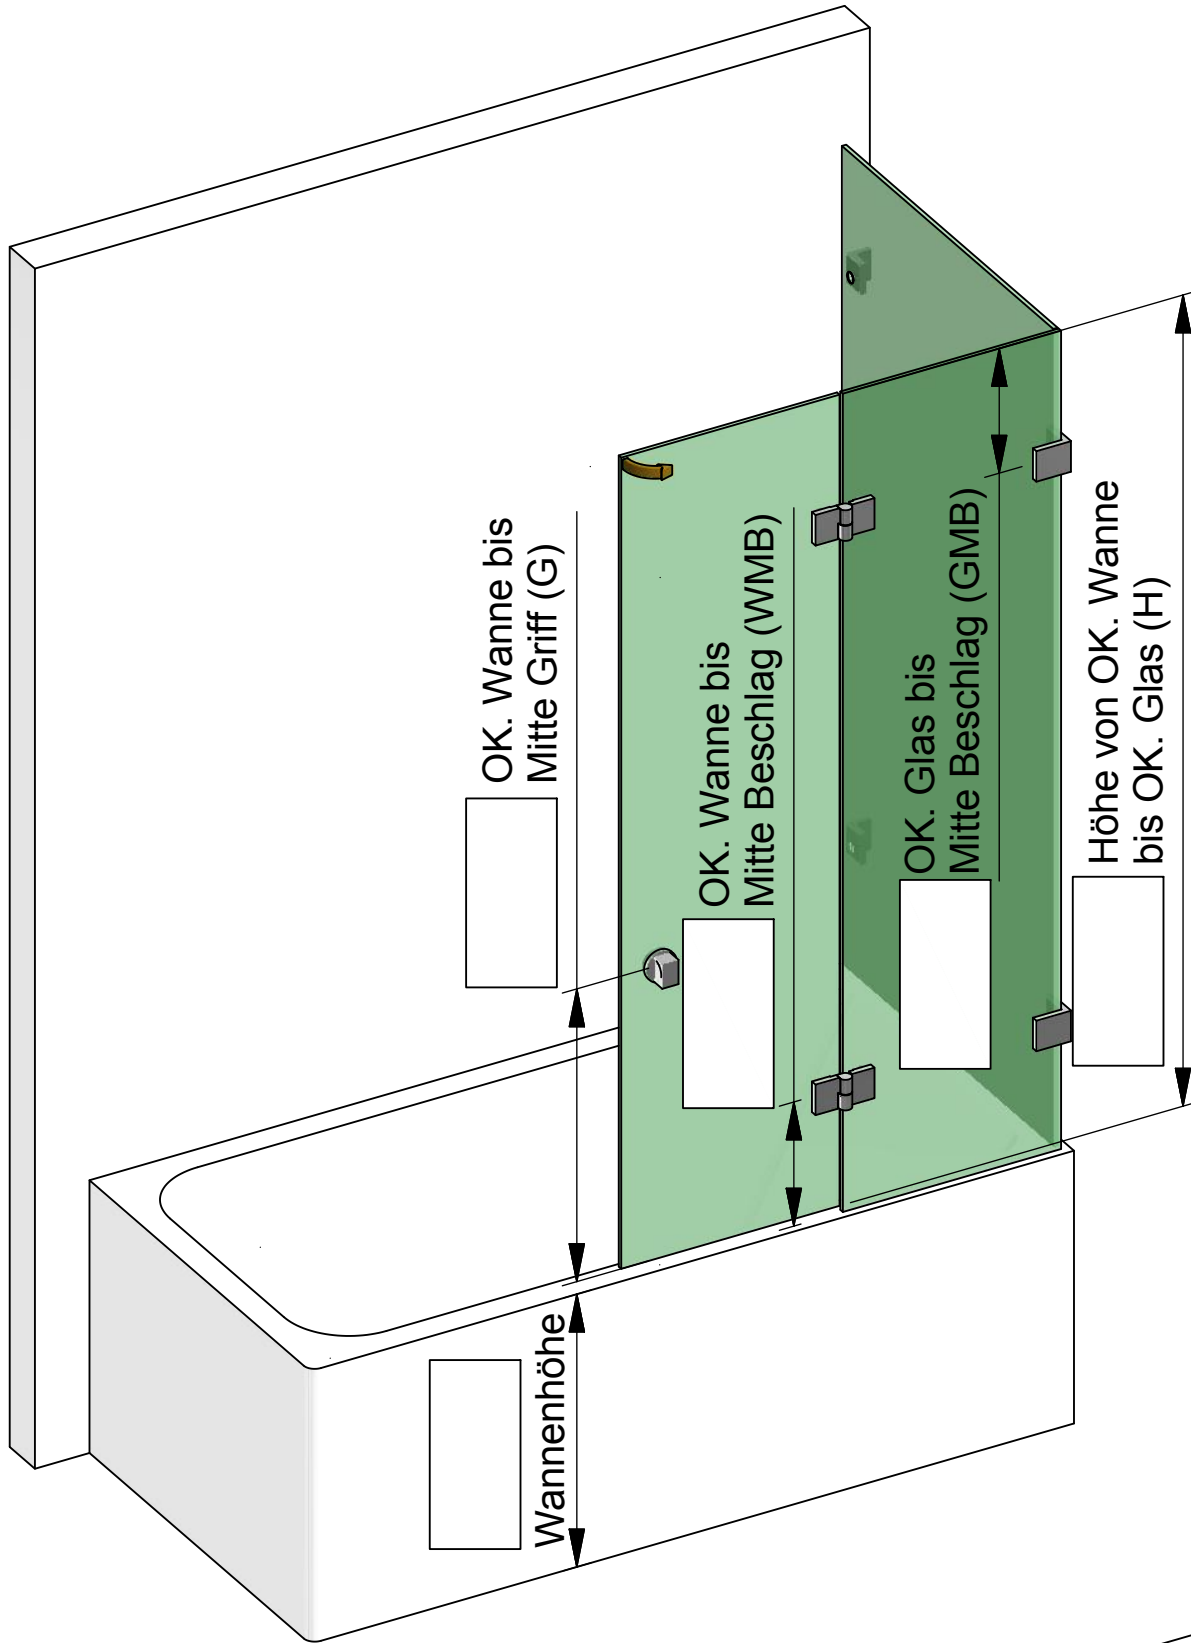 OK. Wanne bis
Mitte Griff (G)
OK. Wanne bis
Mitte Beschlag (WMB)
OK. Glas bis
Mitte Beschlag (GMB)
Höhe von OK. Wanne
bis OK. Glas (H)
Wannenhöhe